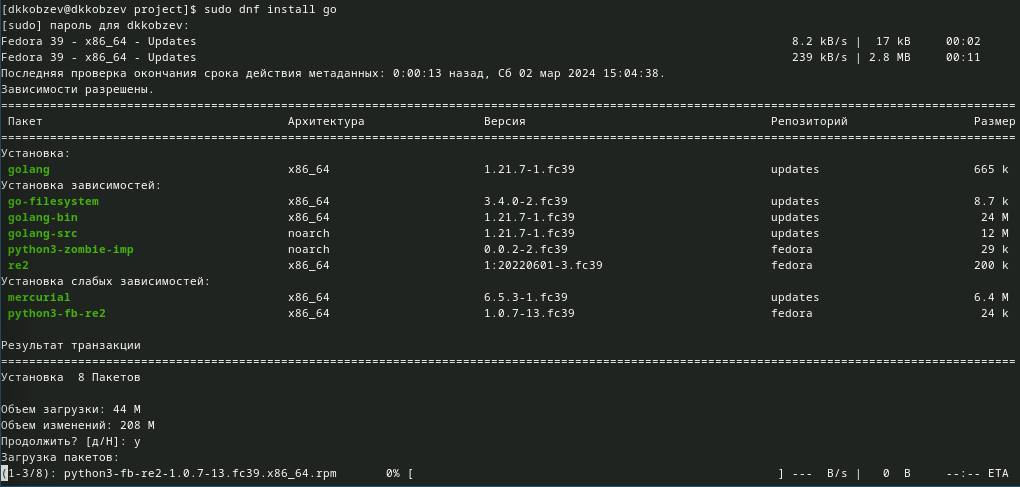 [dkkobzev@dkkobzev project]$ sudo dnf install go
[sudo] пароль для dkkobzev:
Fedora 39 - x86_64 - Updates 8.2 kB/s | 17 kB 00:02
Fedora 39 - x86_64 - Updates 239 kB/s | 2.8 MB 00:11
Последняя проверка окончания срока действия метаданных: 0:00:13 назад, Сб 02 мар 2024 15:04:38.
Зависимости разрешены.
================================================================================
Пакет Архитектура Версия Репозиторий Размер
================================================================================
Установка:
golang x86_64 1.21.7-1.fc39 updates 665 k
Установка зависимостей:
go-filesystem x86_64 3.4.0-2.fc39 updates 8.7 k
golang-bin x86_64 1.21.7-1.fc39 updates 24 M
golang-src noarch 1.21.7-1.fc39 updates 12 M
python3-zombie-imp noarch 0.0.2-2.fc39 fedora 29 k
re2 x86_64 1:20220601-3.fc39 fedora 200 k
Установка слабых зависимостей:
mercurial x86_64 6.5.3-1.fc39 updates 6.4 M
python3-fb-re2 x86_64 1.0.7-13.fc39 fedora 24 k
Результат транзакции
================================================================================
Установка 8 Пакетов
Объем загрузки: 44 M
Объем изменений: 208 M
Продолжить? [д/Н]: y
Загрузка пакетов:
(1-3/8): python3-fb-re2-1.0.7-13.fc39.x86_64.rpm 0% [ ] --- B/s | 0 B --:-- ETA